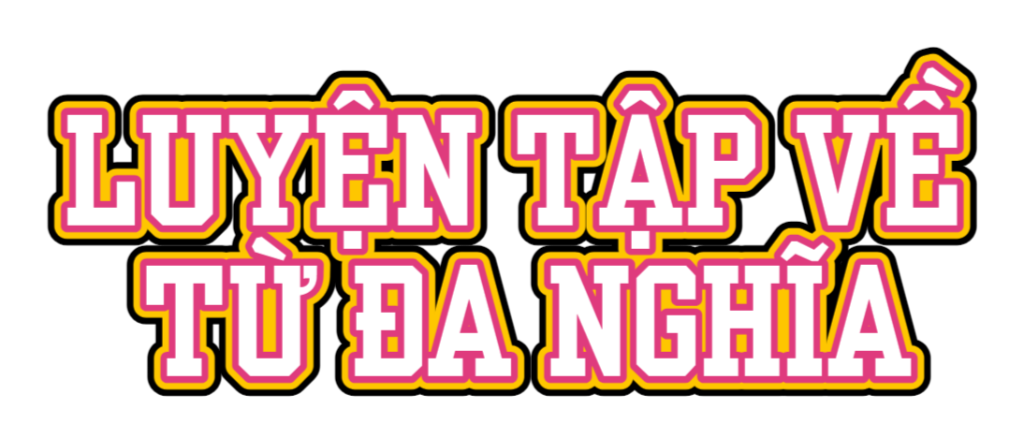 LUYỆN TẬP VỀ
TỪ ĐA NGHĨA